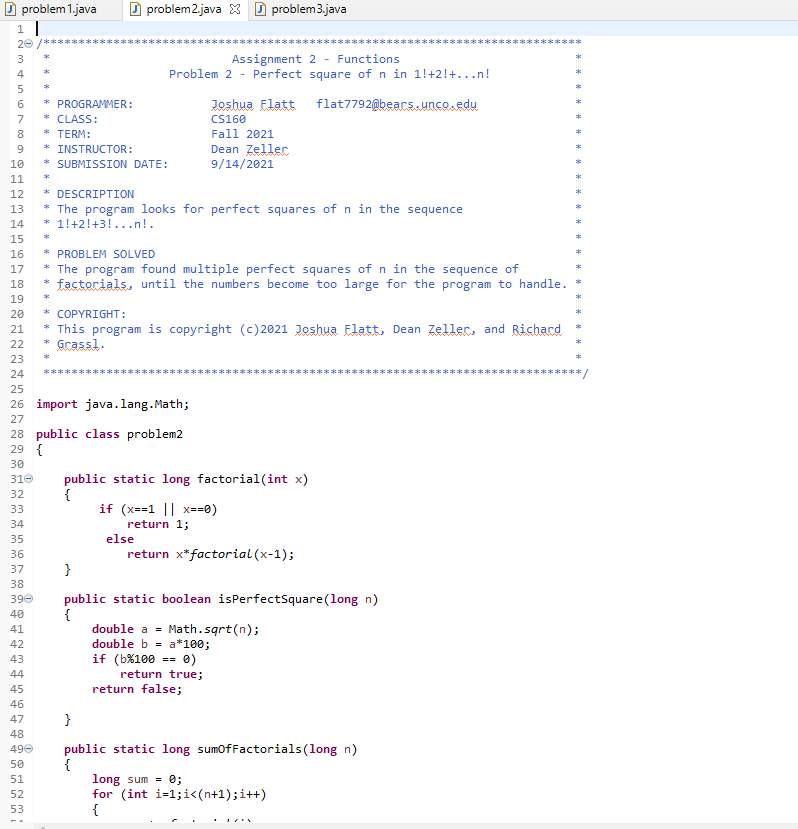 problem1.java problem2.java problem3.java
1
2 /*****************************************************************************
3 * Assignment 2 - Functions *
4 * Problem 2 - Perfect square of n in 1!+2!+...n! *
5 * *
6 * PROGRAMMER: Joshua Flatt flat7792@bears.unco.edu *
7 * CLASS: CS160 *
8 * TERM: Fall 2021 *
9 * INSTRUCTOR: Dean Zeller *
10 * SUBMISSION DATE: 9/14/2021 *
11 * *
12 * DESCRIPTION *
13 * The program looks for perfect squares of n in the sequence *
14 * 1!+2!+3!...n!. *
15 * *
16 * PROBLEM SOLVED *
17 * The program found multiple perfect squares of n in the sequence of *
18 * factorials, until the numbers become too large for the program to handle. *
19 * *
20 * COPYRIGHT: *
21 * This program is copyright (c)2021 Joshua Flatt, Dean Zeller, and Richard *
22 * Grassl. *
23 * *
24 *****************************************************************************/
25
26 import java.lang.Math;
27
28 public class problem2
29 {
30
31 public static long factorial(int x)
32 {
33 if (x==1 || x==0)
34 return 1;
35 else
36 return x*factorial(x-1);
37 }
38
39 public static boolean isPerfectSquare(long n)
40 {
41 double a = Math.sqrt(n);
42 double b = a*100;
43 if (b%100 == 0)
44 return true;
45 return false;
46
47 }
48
49 public static long sumOfFactorials(long n)
50 {
51 long sum = 0;
52 for (int i=1;i<(n+1);i++)
53 {